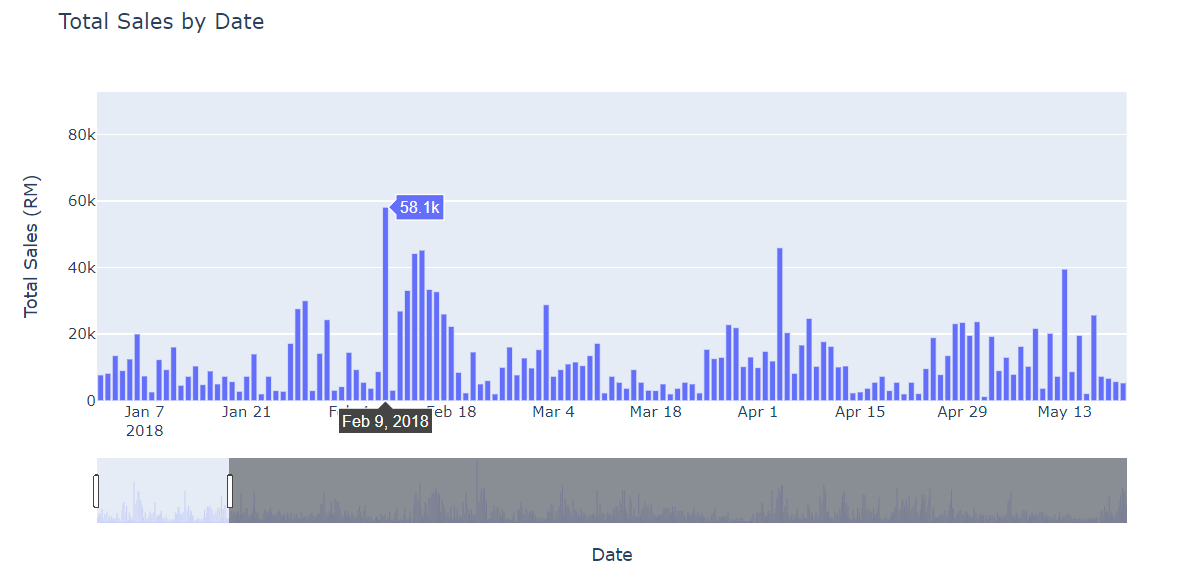 Total Sales by Date
Total Sales (RM)
80k
60k
40k
20k
0
58.1k
Jan 7
2018
Jan 21
Feb 9, 2018
Feb 18
Mar 4
Mar 18
Apr 1
Apr 15
Apr 29
May 13
Date